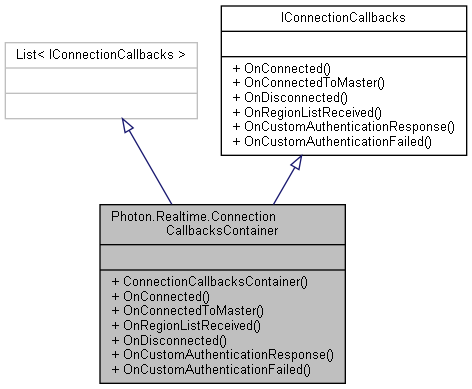 IConnectionCallbacks
+ OnConnected()
+ OnConnectedToMaster()
+ OnDisconnected()
+ OnRegionListReceived()
+ OnCustomAuthenticationResponse()
+ OnCustomAuthenticationFailed()
List< IConnectionCallbacks >
Photon.Realtime.Connection
CallbacksContainer
+ ConnectionCallbacksContainer()
+ OnConnected()
+ OnConnectedToMaster()
+ OnRegionListReceived()
+ OnDisconnected()
+ OnCustomAuthenticationResponse()
+ OnCustomAuthenticationFailed()